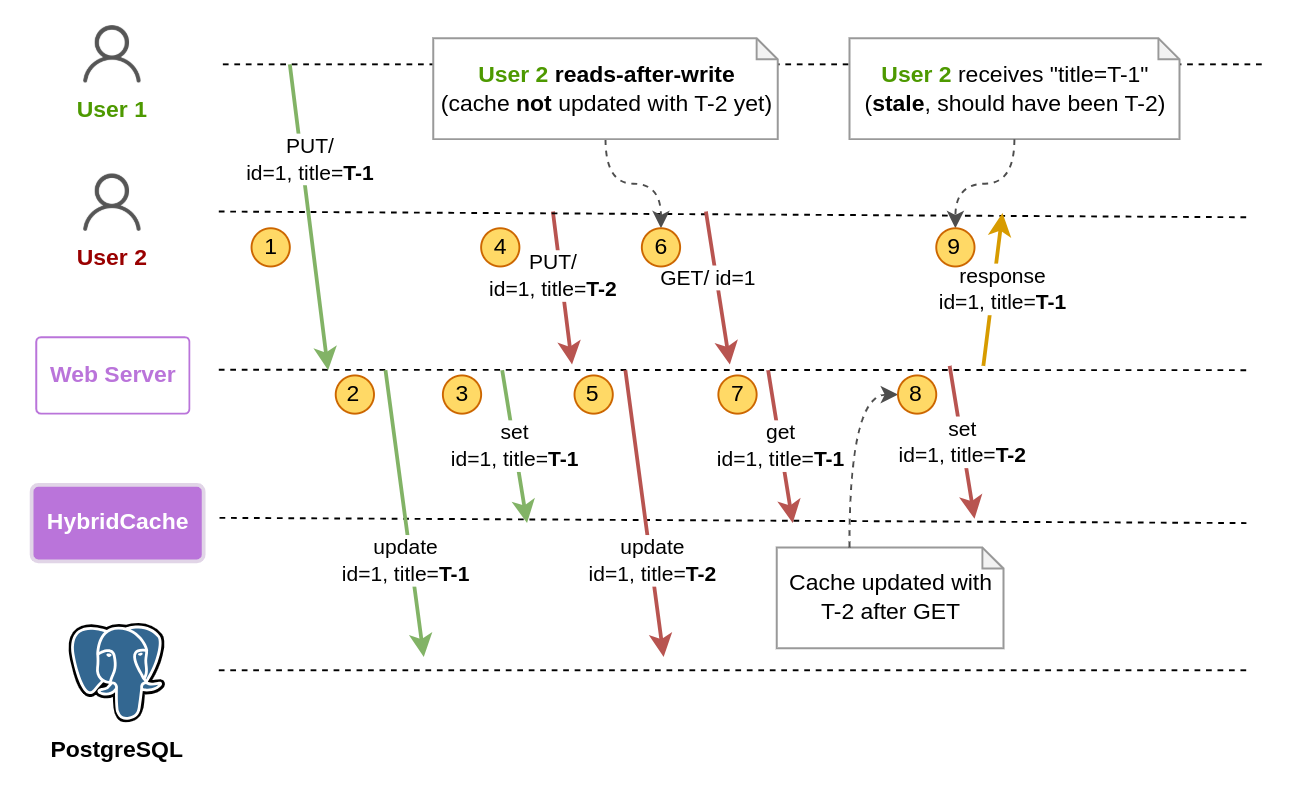 User 1
User 2 reads-after-write
(cache not updated with T-2 yet)
User 2 receives "title=T-1"
(stale, should have been T-2)
PUT/
id=1, title=T-1
User 2
1
4
PUT/
id=1, title=T-2
6
GET/ id=1
9
response
id=1, title=T-1
Web Server
2
3
set
id=1, title=T-1
5
7
get
id=1, title=T-1
8
set
id=1, title=T-2
HybridCache
update
id=1, title=T-1
update
id=1, title=T-2
Cache updated with
T-2 after GET
PostgreSQL